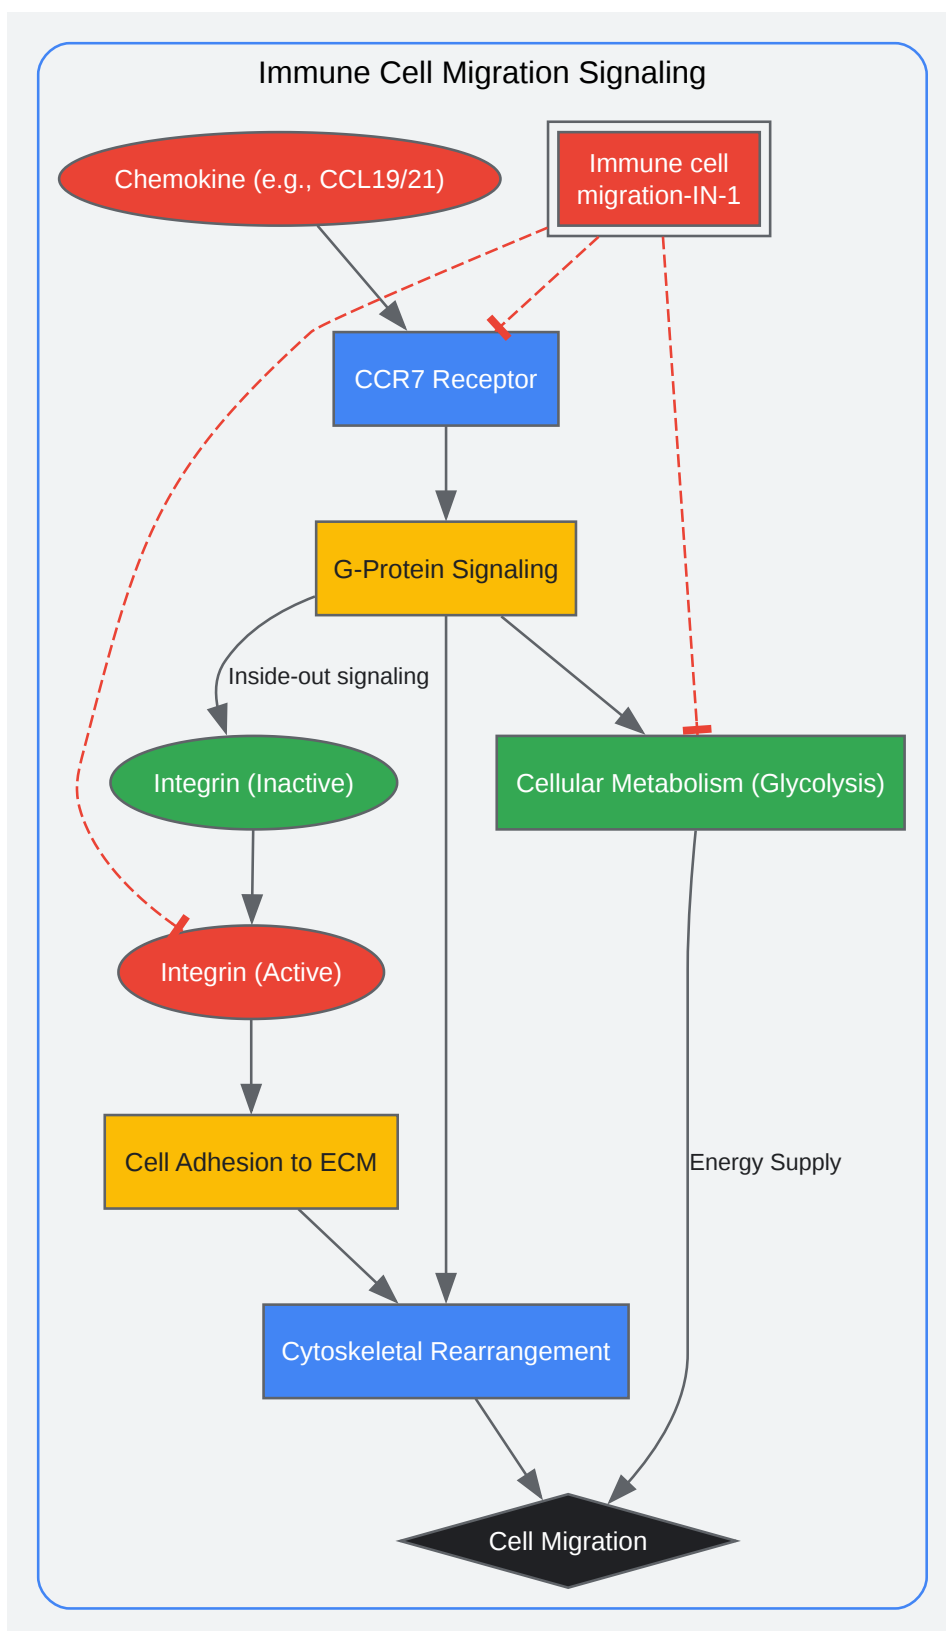 Immune Cell Migration Signaling
Chemokine (e.g., CCL19/21)
Immune cell
migration-IN-1
CCR7 Receptor
G-Protein Signaling
Inside-out signaling
Integrin (Inactive)
Cellular Metabolism (Glycolysis)
Integrin (Active)
Cell Adhesion to ECM
Energy Supply
Cytoskeletal Rearrangement
Cell Migration